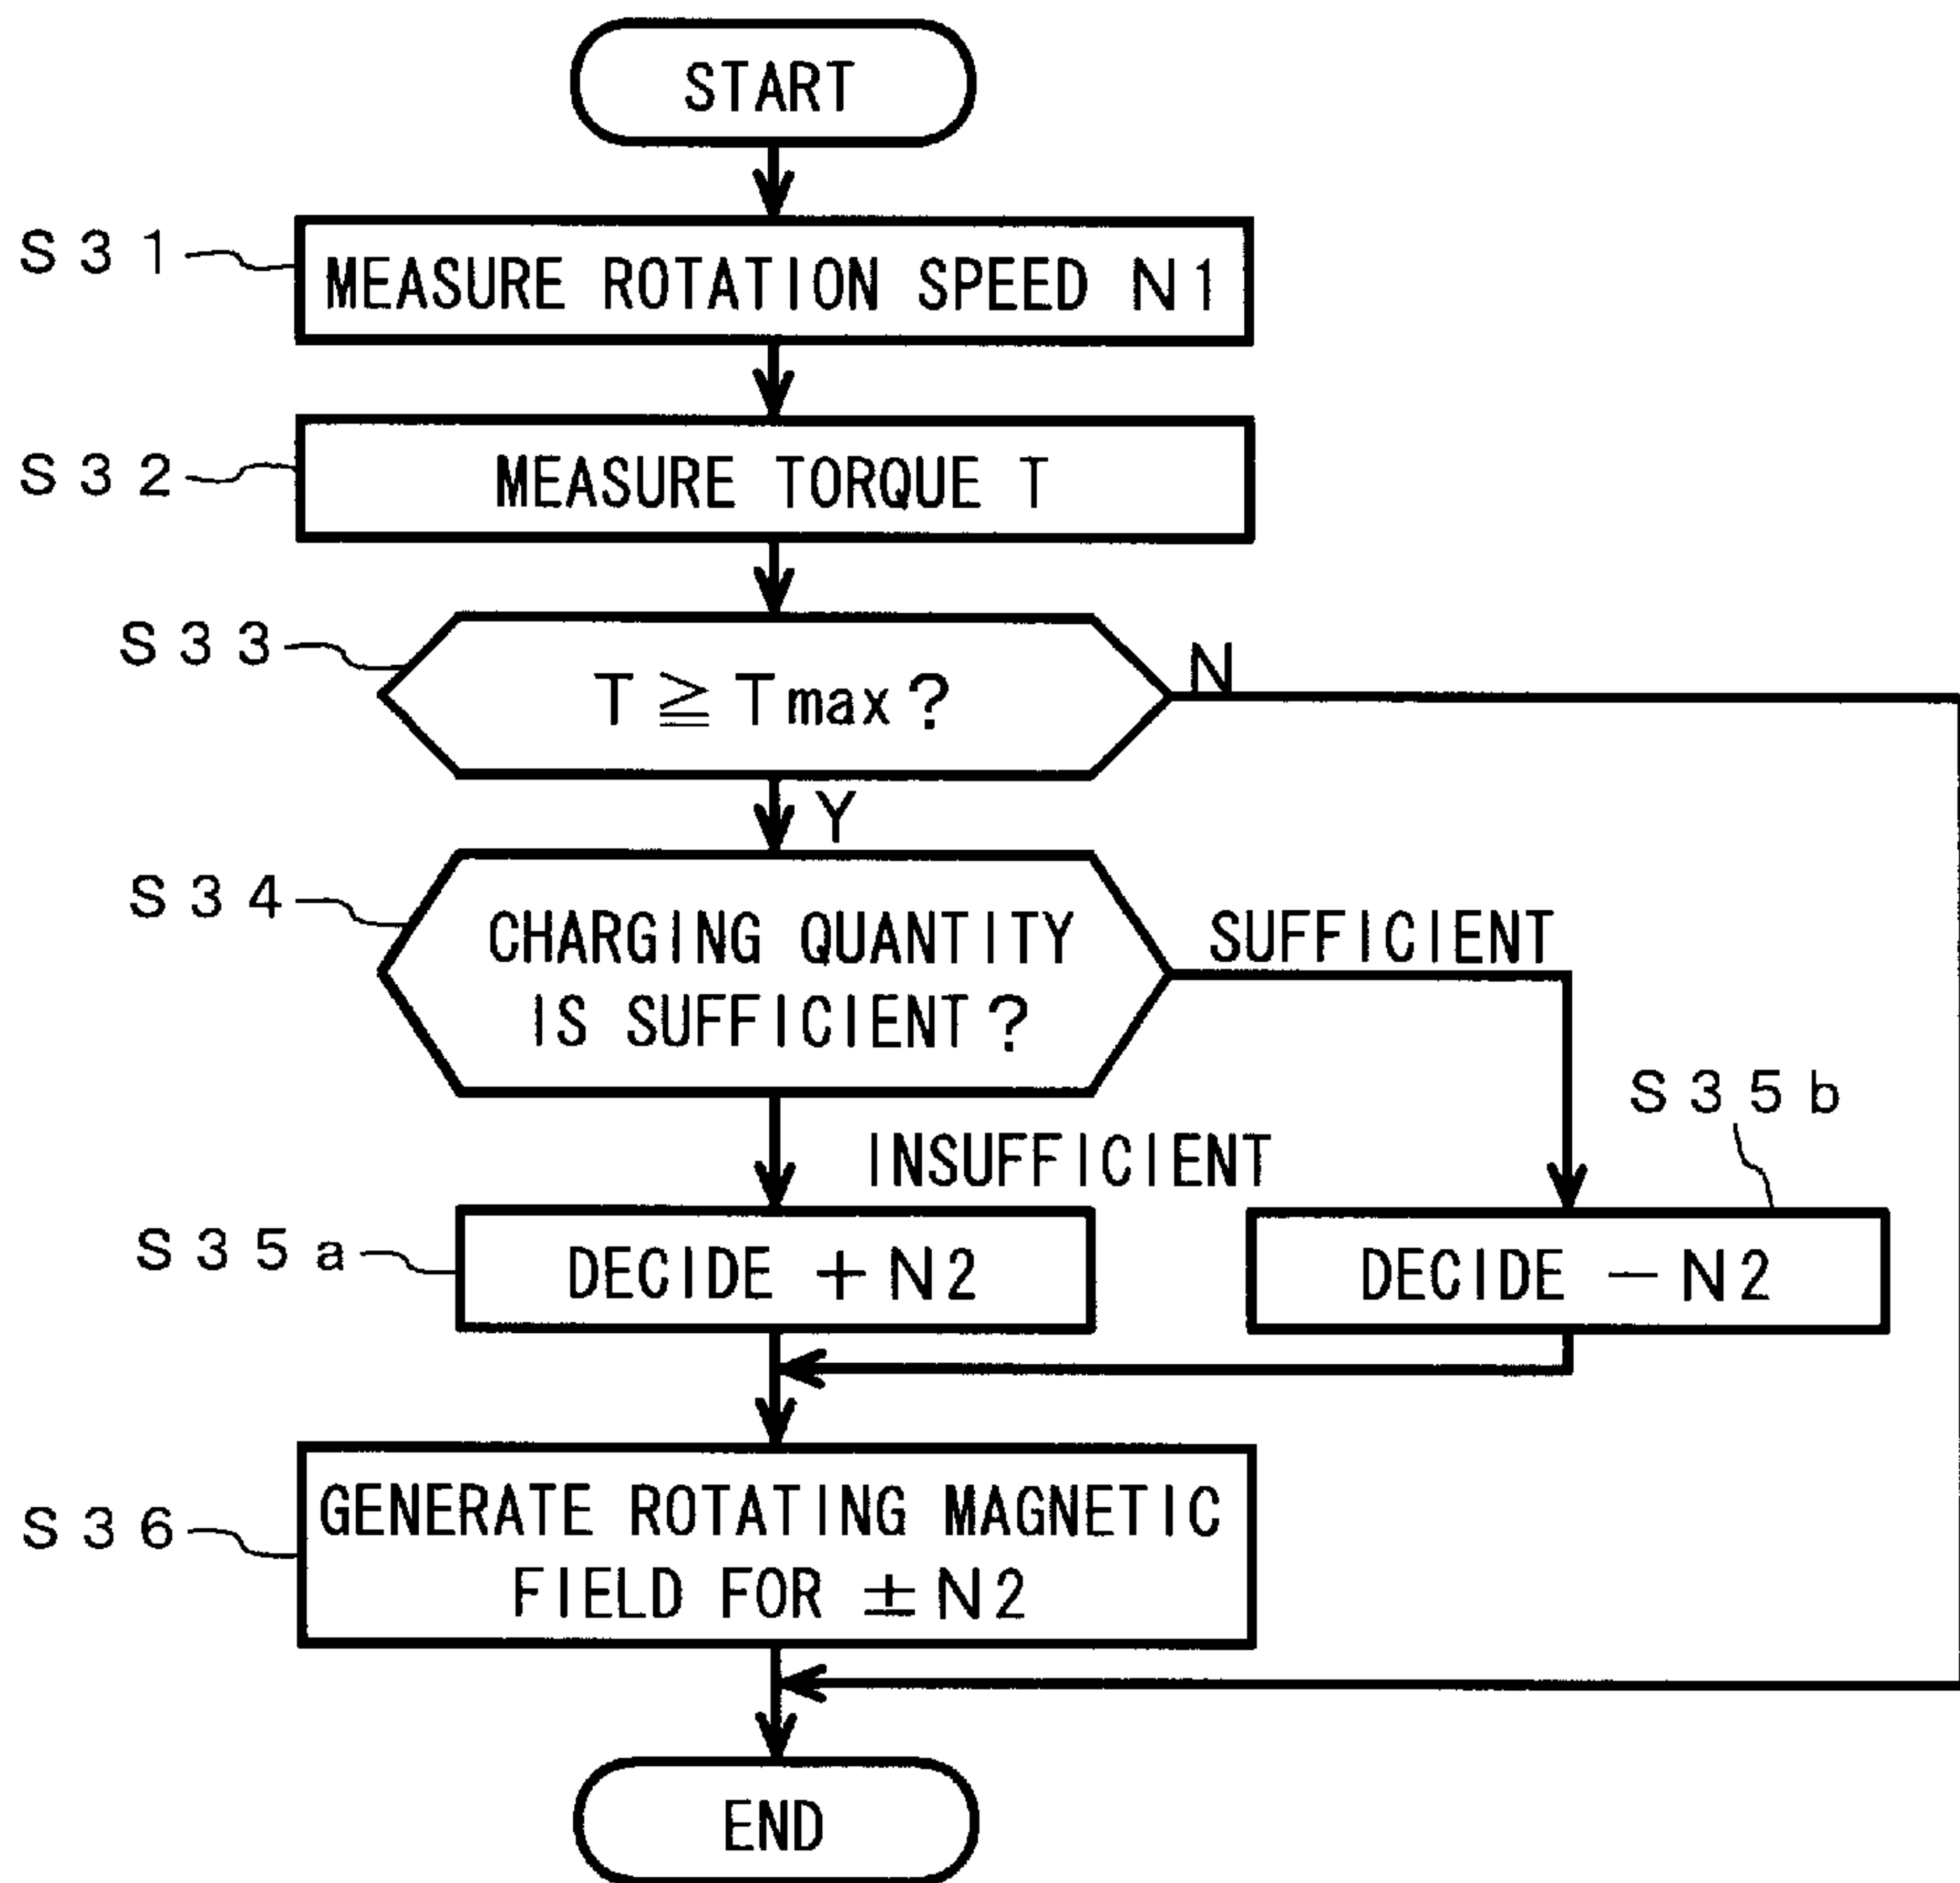 START
S31
MEASURE ROTATION SPEED N1
S32
MEASURE TORQUE T
S33
T ≧ Tmax?
N
Y
S34
CHARGING QUANTITY
IS SUFFICIENT?
SUFFICIENT
INSUFFICIENT
S35b
S35a
DECIDE +N2
DECIDE −N2
S36
GENERATE ROTATING MAGNETIC
FIELD FOR ±N2
END